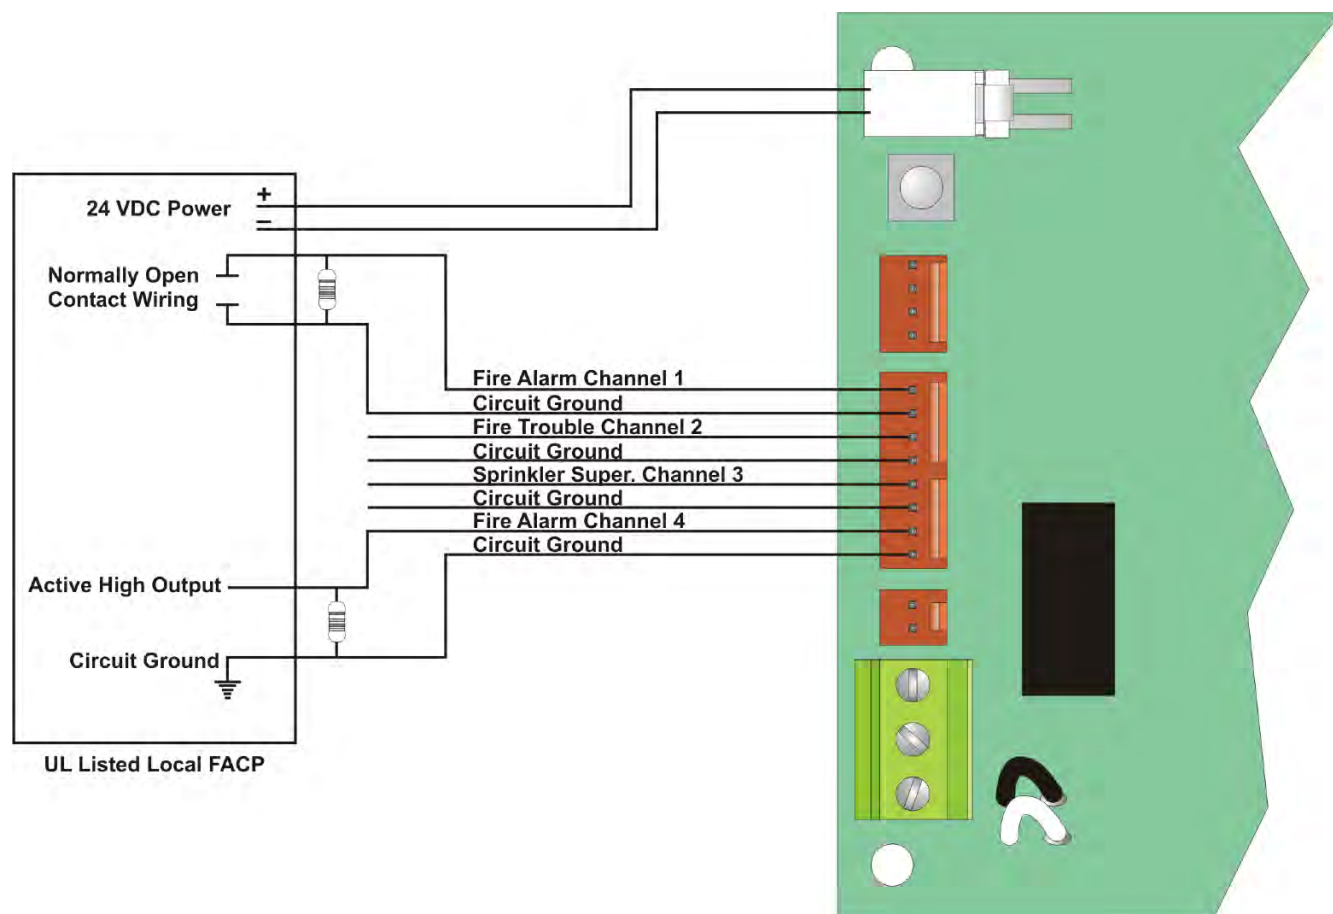 +
24 VDC Power
−
Normally Open
Contact Wiring
Fire Alarm Channel 1
Circuit Ground
Fire Trouble Channel 2
Circuit Ground
Sprinkler Super. Channel 3
Circuit Ground
Fire Alarm Channel 4
Circuit Ground
Active High Output
Circuit Ground
UL Listed Local FACP